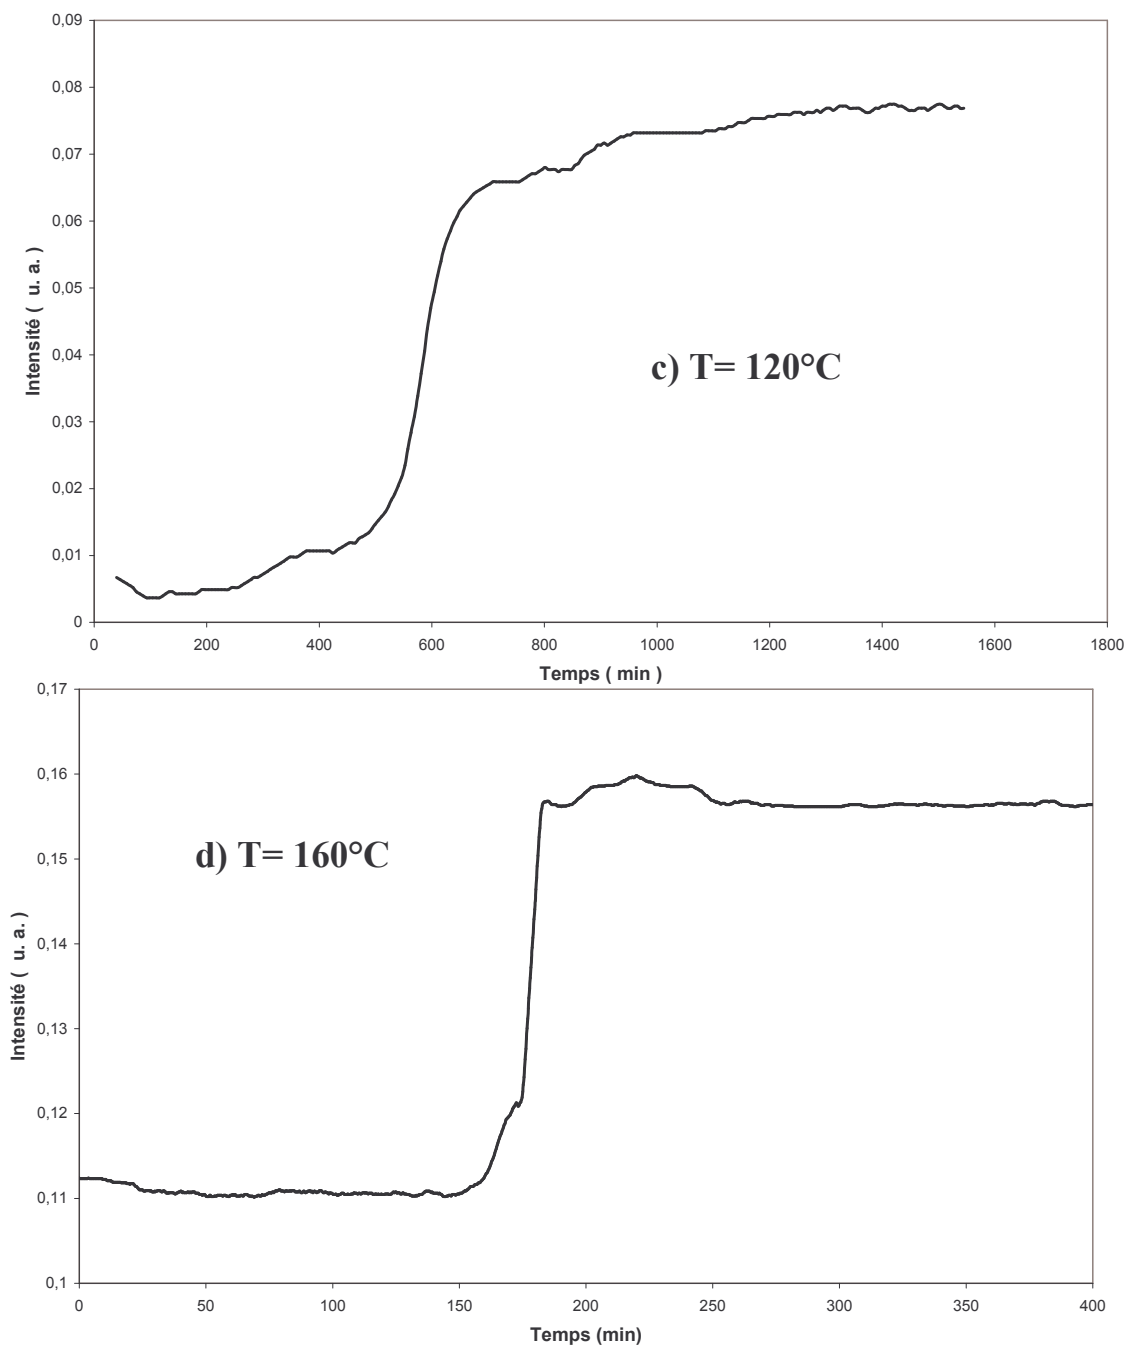 0,09
0,08
0,07
0,06
0,05
0,04
0,03
0,02
0,01
0
Intensité ( u. a. )
c) T= 120°C
0 200 400 600 800 1000 1200 1400 1600 1800
Temps ( min )
0,17
0,16
0,15
0,14
0,13
0,12
0,11
0,1
Intensité ( u. a. )
d) T= 160°C
0 50 100 150 200 250 300 350 400
Temps (min)